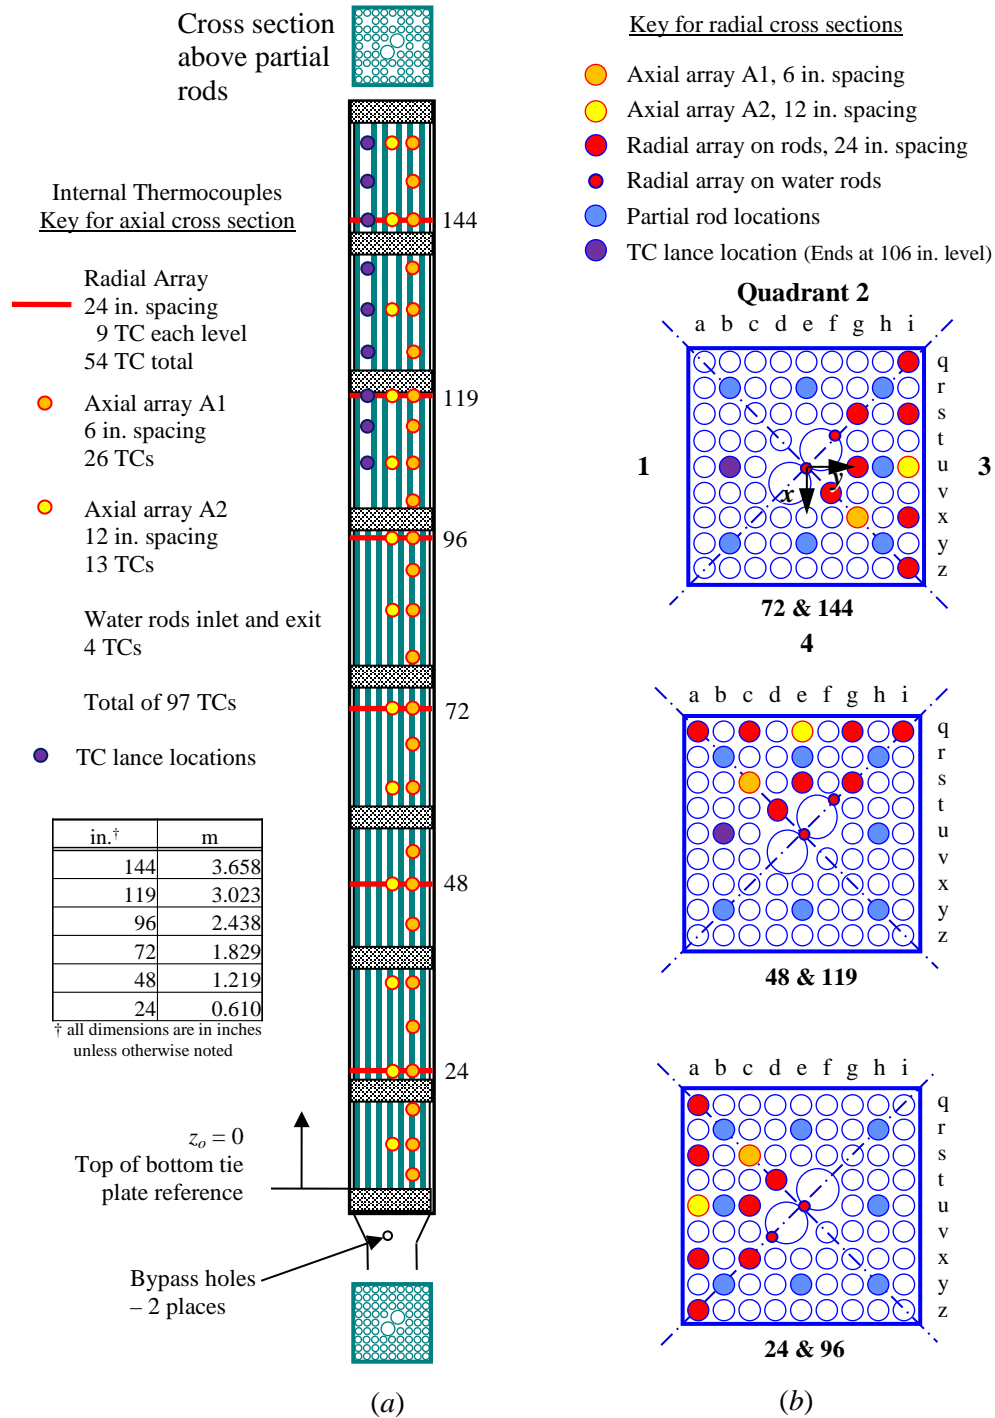 Cross section
above partial
rods
Internal Thermocouples
Key for axial cross section
Radial Array
24 in. spacing
9 TC each level
54 TC total
Axial array A1
6 in. spacing
26 TCs
Axial array A2
12 in. spacing
13 TCs
Water rods inlet and exit
4 TCs
Total of 97 TCs
TC lance locations
in.† m
144 3.658
119 3.023
96 2.438
72 1.829
48 1.219
24 0.610
† all dimensions are in inches
unless otherwise noted
zo = 0
Top of bottom tie
plate reference
Bypass holes
– 2 places
144
119
96
72
48
24
(a)
Key for radial cross sections
Axial array A1, 6 in. spacing
Axial array A2, 12 in. spacing
Radial array on rods, 24 in. spacing
Radial array on water rods
Partial rod locations
TC lance location (Ends at 106 in. level)
Quadrant 2
a b c d e f g h i
q
r
s
t
1 u 3
y
x
v
x
y
z
72 & 144
4
a b c d e f g h i
q
r
s
t
u
v
x
y
z
48 & 119
a b c d e f g h i
q
r
s
t
u
v
x
y
z
24 & 96
(b)